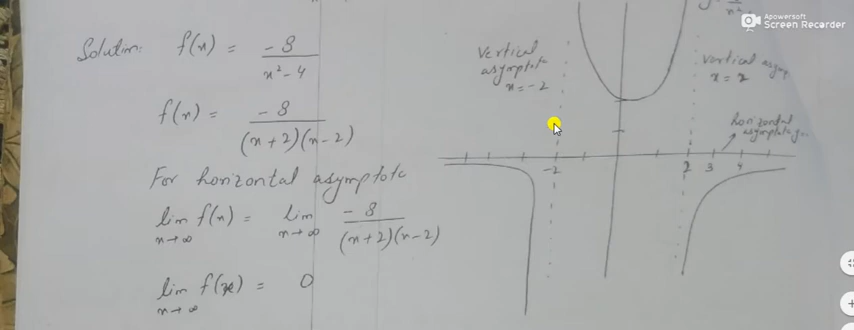 Solution: f(x) = -8 / x²-4
f(x) = -8 / (x+2)(x-2)
For horizontal asymptote
lim x→∞ f(x) = lim x→∞ -8 / (x+2)(x-2)
lim x→∞ f(x) = 0
Vertical
asymptote
x=-2
vertical
x=2
horizontal
asymptote
-2 2 3 4
Apowersoft
Screen Recorder